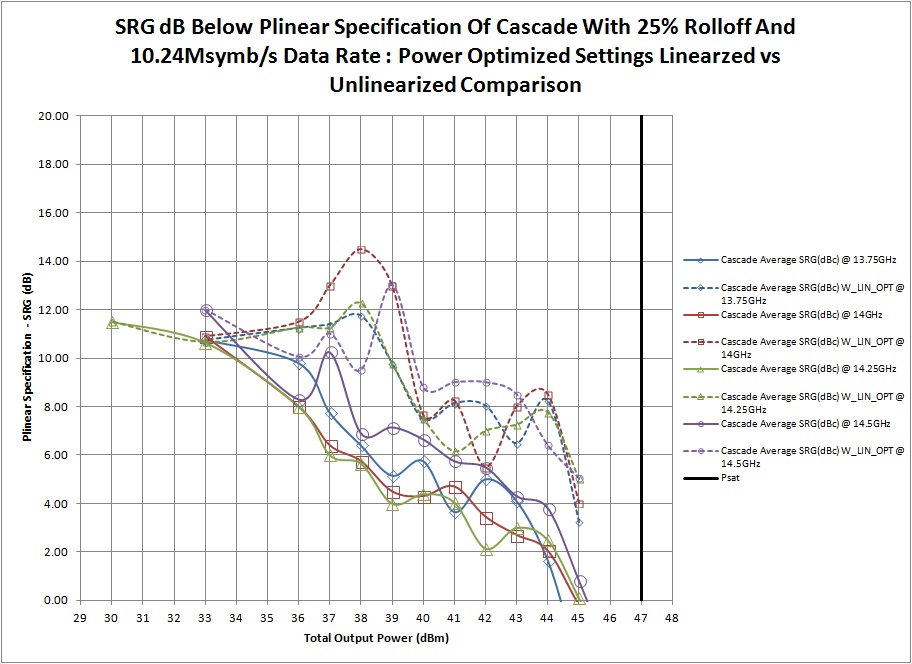 SRG dB Below Plinear Specification Of Cascade With 25% Rolloff And
10.24Msymb/s Data Rate : Power Optimized Settings Linearzed vs
Unlinearized Comparison
20.00
18.00
16.00
14.00
12.00
10.00
8.00
6.00
4.00
2.00
0.00
Plinear Specification - SRG (dB)
29 30 31 32 33 34 35 36 37 38 39 40 41 42 43 44 45 46 47 48
Total Output Power (dBm)
Cascade Average SRG(dBc) @ 13.75GHz
Cascade Average SRG(dBc) W_LIN_OPT @
13.75GHz
Cascade Average SRG(dBc) @ 14GHz
Cascade Average SRG(dBc) W_LIN_OPT @
14GHz
Cascade Average SRG(dBc) @ 14.25GHz
Cascade Average SRG(dBc) W_LIN_OPT @
14.25GHz
Cascade Average SRG(dBc) @ 14.5GHz
Cascade Average SRG(dBc) W_LIN_OPT @
14.5GHz
Psat